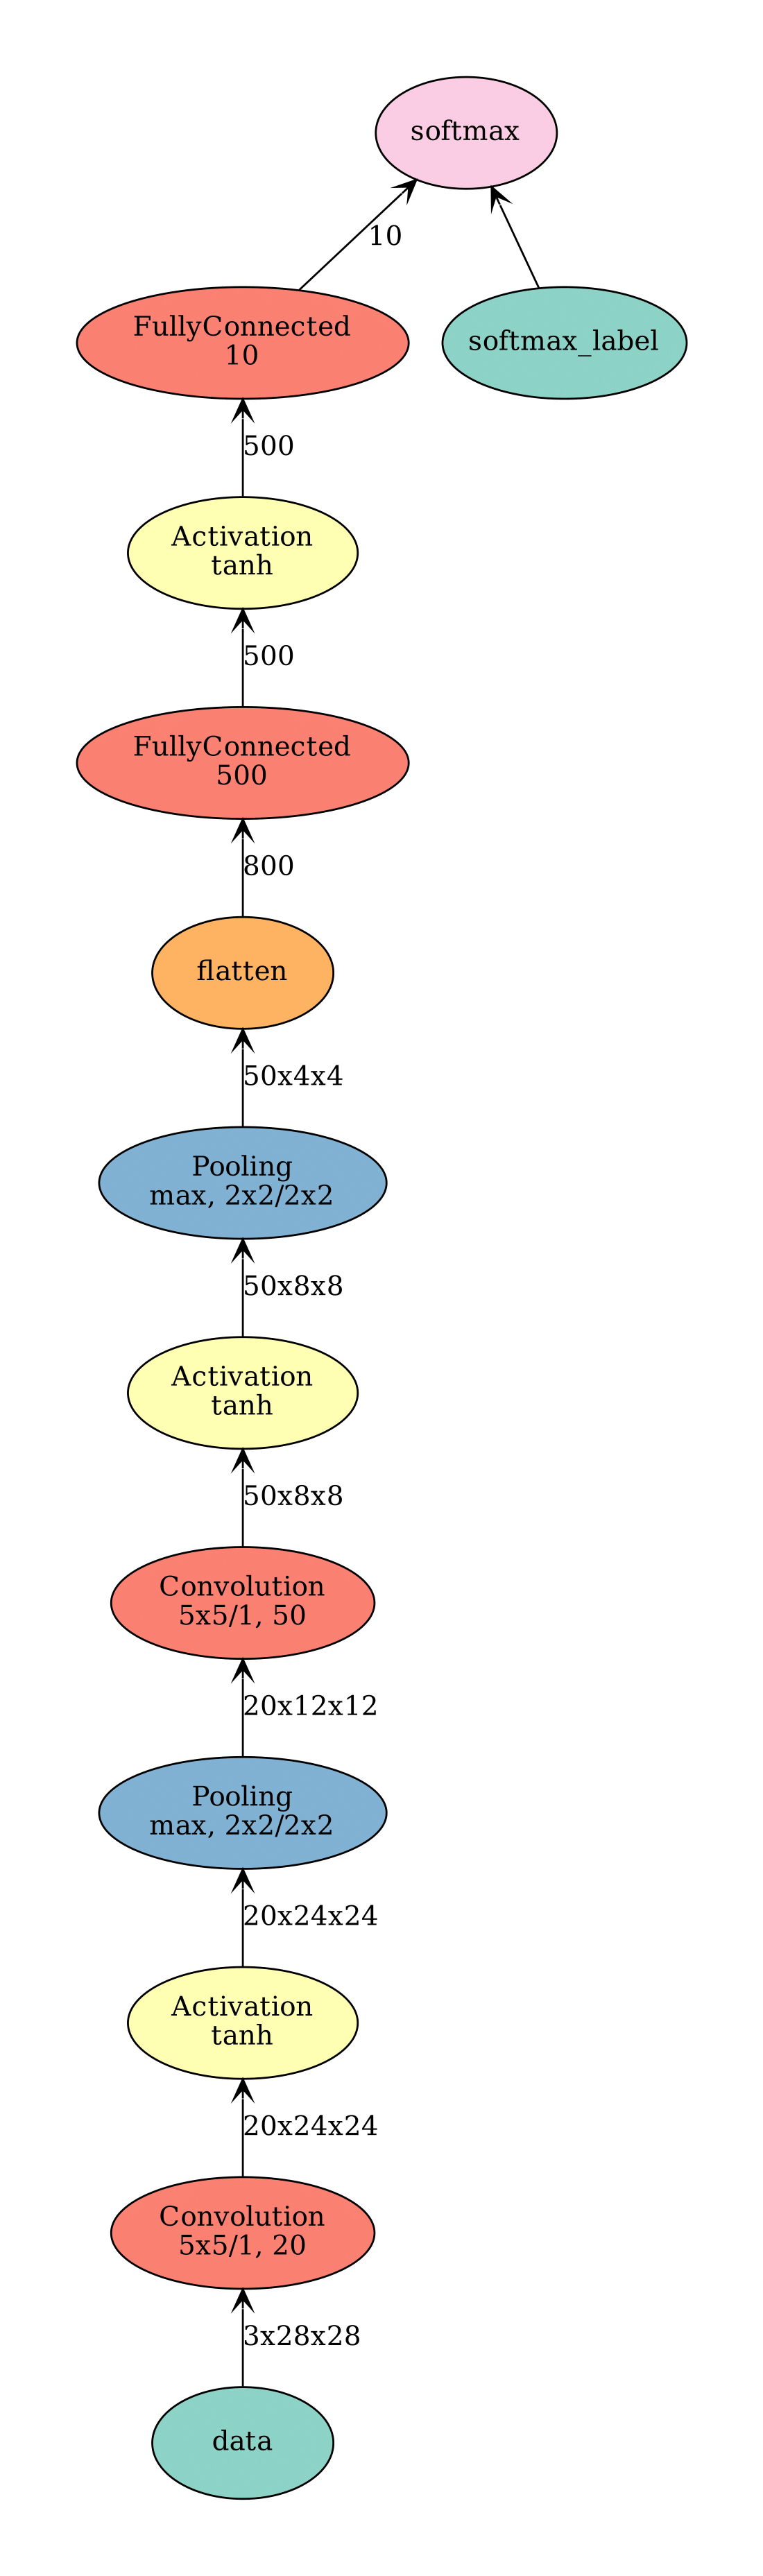 softmax
10
FullyConnected
10
softmax_label
500
Activation
tanh
500
FullyConnected
500
800
flatten
50x4x4
Pooling
max, 2x2/2x2
50x8x8
Activation
tanh
50x8x8
Convolution
5x5/1, 50
20x12x12
Pooling
max, 2x2/2x2
20x24x24
Activation
tanh
20x24x24
Convolution
5x5/1, 20
3x28x28
data